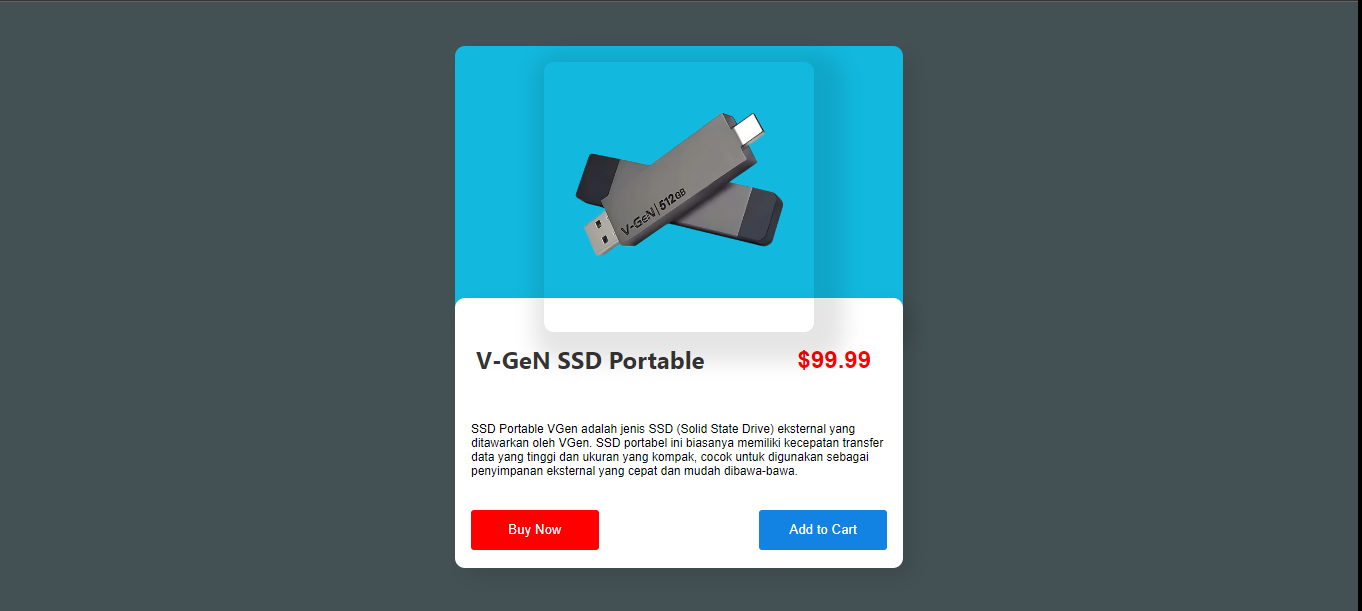 V-GeN | 512GB
V-GeN SSD Portable
$99.99
SSD Portable VGen adalah jenis SSD (Solid State Drive) eksternal yang
ditawarkan oleh VGen. SSD portabel ini biasanya memiliki kecepatan transfer
data yang tinggi dan ukuran yang kompak, cocok untuk digunakan sebagai
penyimpanan eksternal yang cepat dan mudah dibawa-bawa.
Buy Now
Add to Cart